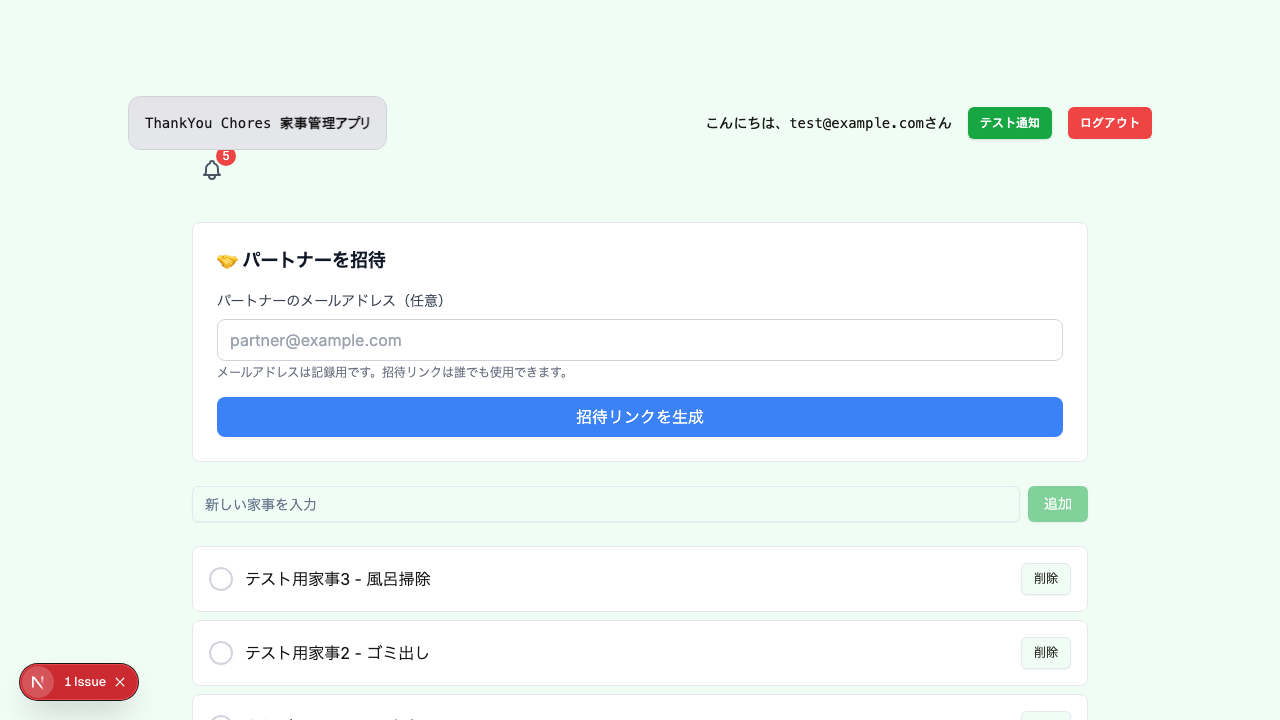 ThankYou Chores 家事管理アプリ
こんにちは、test@example.comさん
テスト通知
ログアウト
5
🤝 パートナーを招待
パートナーのメールアドレス（任意）
partner@example.com
メールアドレスは記録用です。招待リンクは誰でも使用できます。
招待リンクを生成
新しい家事を入力
追加
テスト用家事3 - 風呂掃除
削除
テスト用家事2 - ゴミ出し
削除
1 Issue